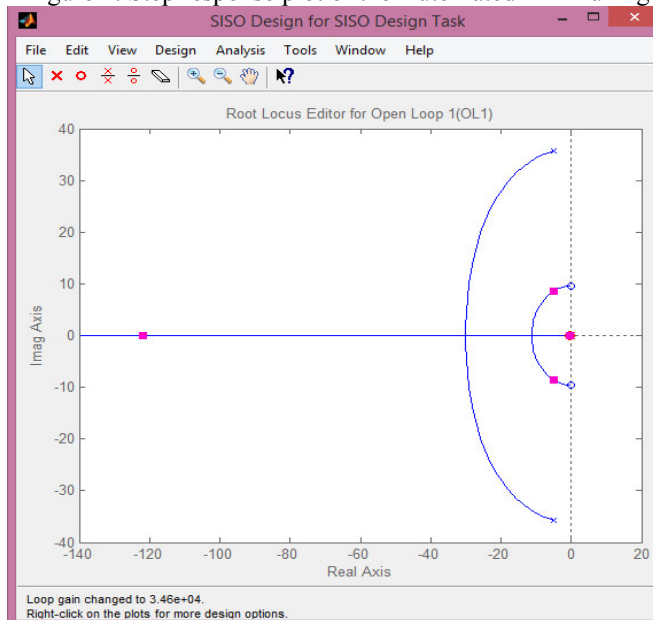 SISO Design for SISO Design Task
File Edit View Design Analysis Tools Window Help
Root Locus Editor for Open Loop 1(OL1)
40
30
20
10
0
-10
-20
-30
-40
Imag Axis
-140 -120 -100 -80 -60 -40 -20 0 20
Real Axis
Loop gain changed to 3.46e+04.
Right-click on the plots for more design options.